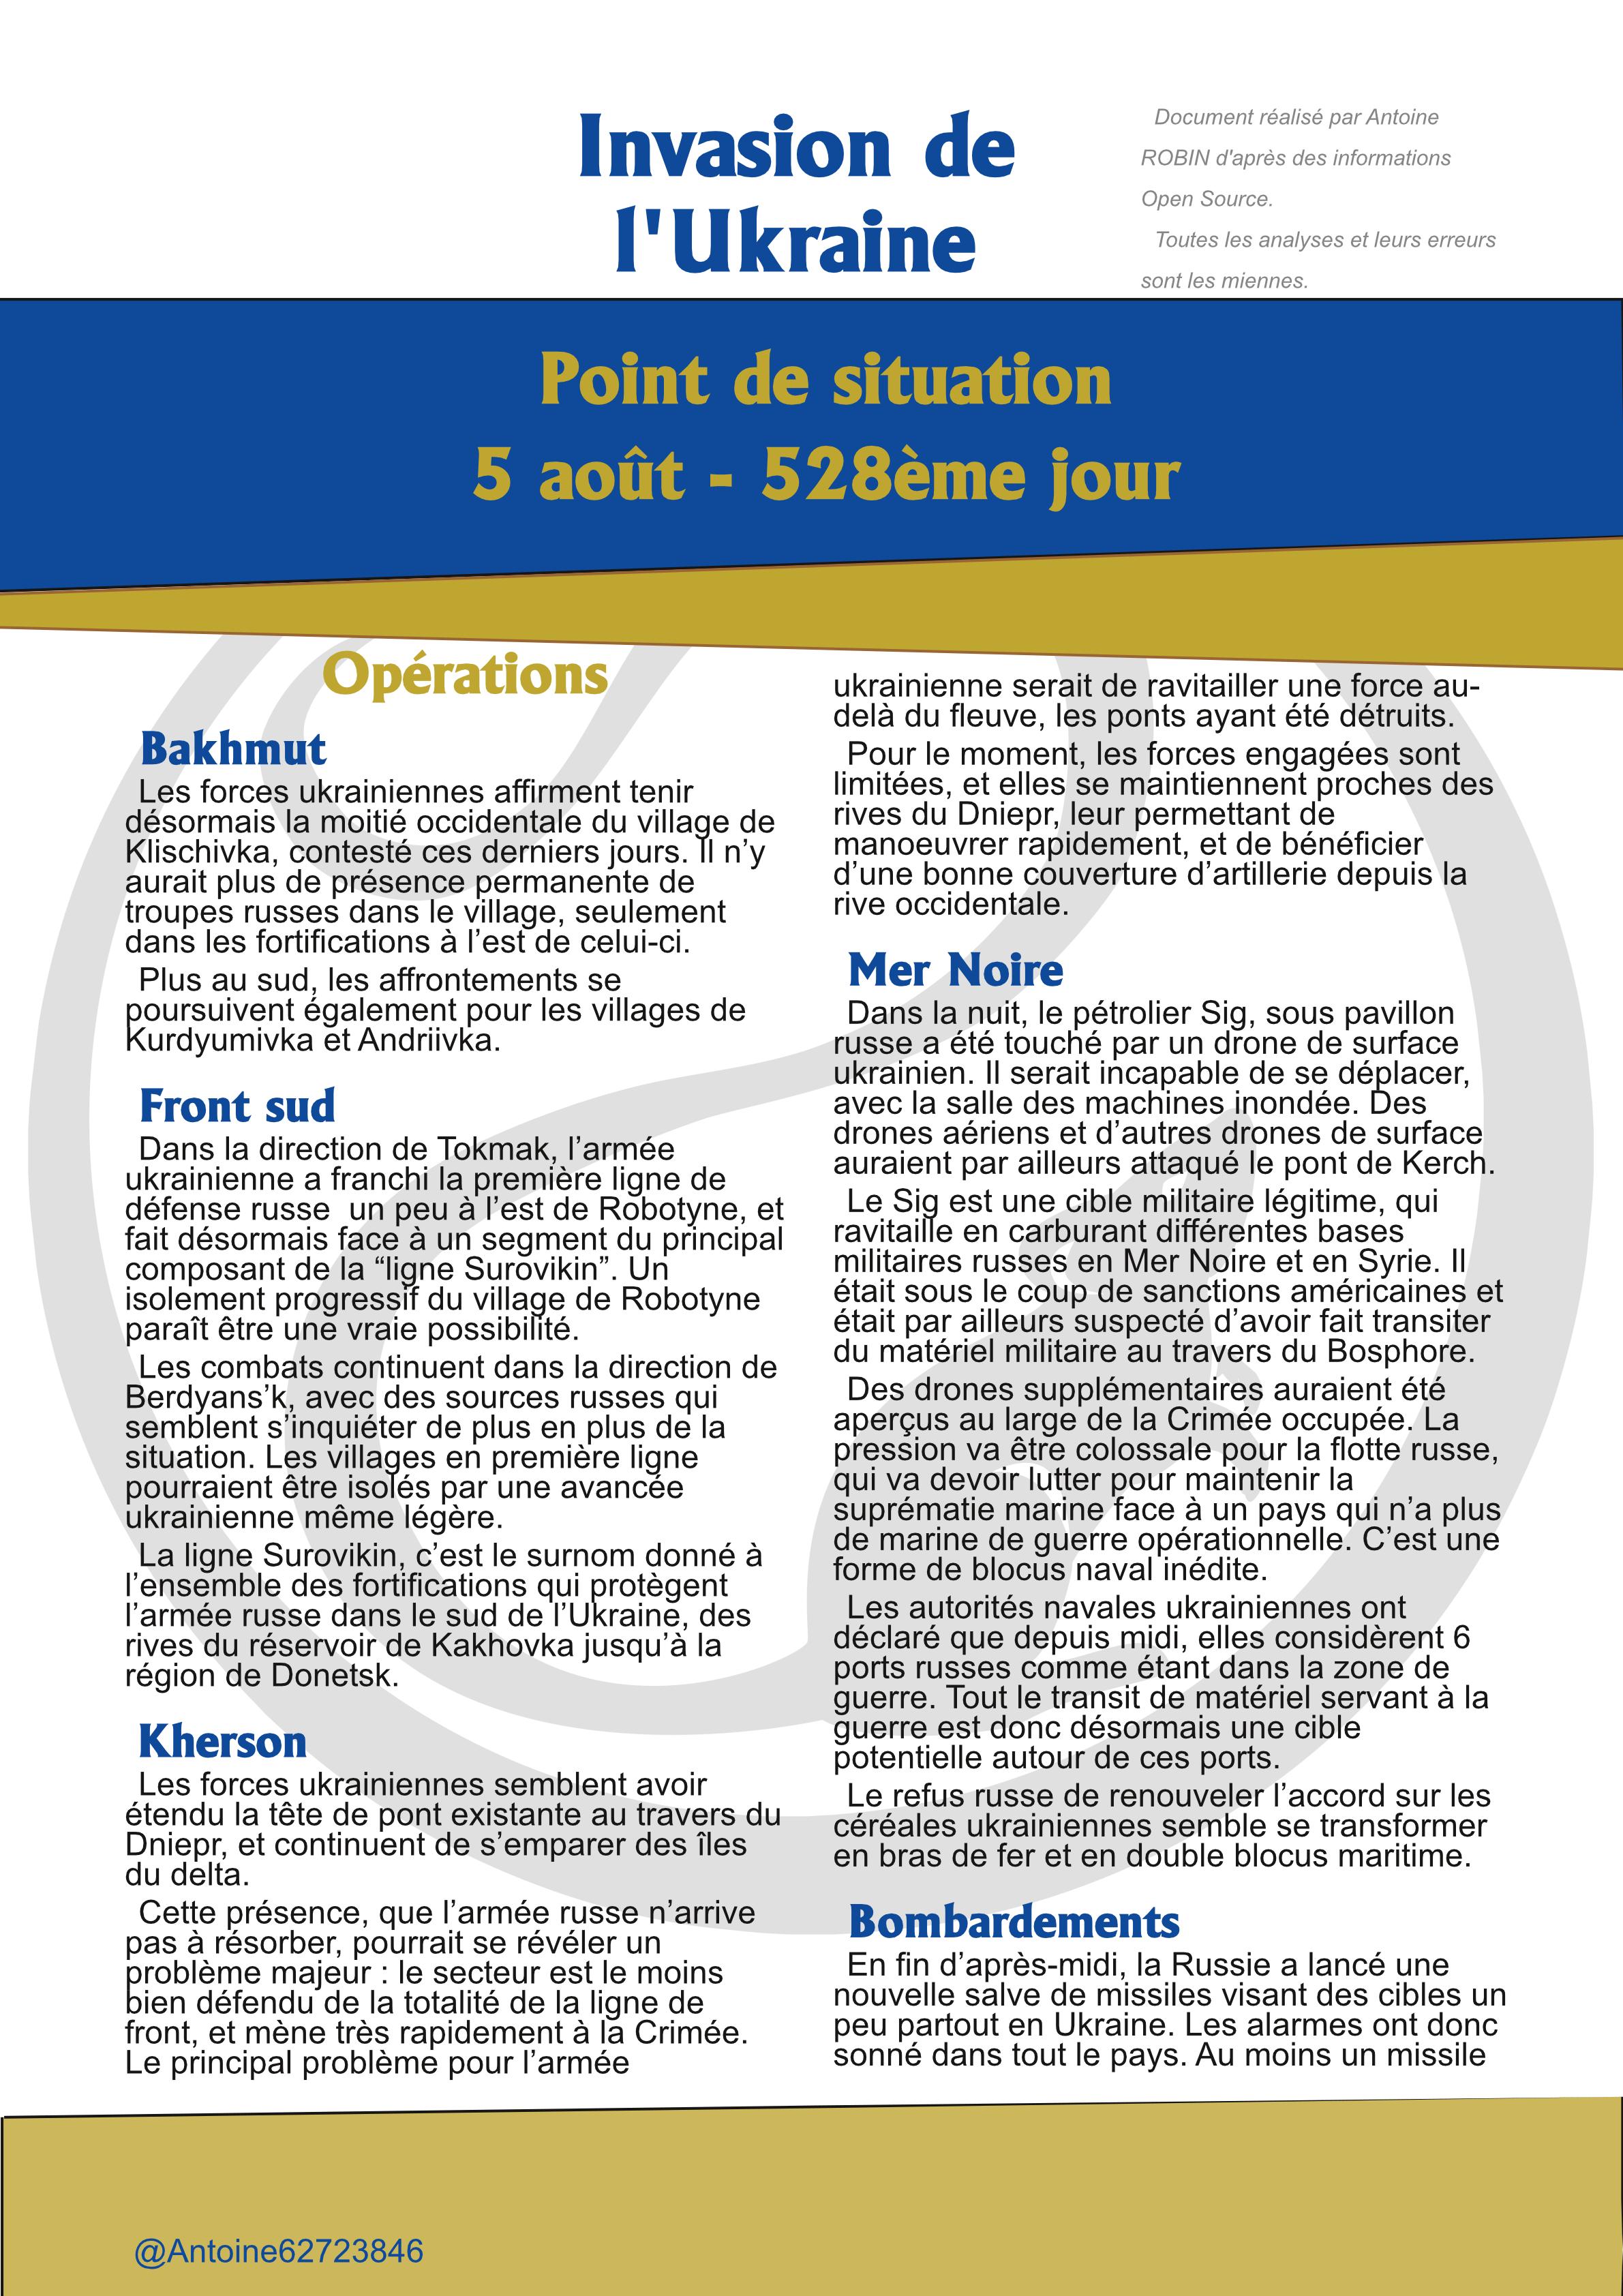 Invasion de
l'Ukraine
Document réalisé par Antoine
ROBIN d'après des informations
Open Source.
Toutes les analyses et leurs erreurs
sont les miennes.
Point de situation
5 août - 528ème jour
Opérations
Bakhmut
Les forces ukrainiennes affirment tenir
désormais la moitié occidentale du village de
Klischivka, contesté ces derniers jours. Il n’y
aurait plus de présence permanente de
troupes russes dans le village, seulement
dans les fortifications à l’est de celui-ci.
Plus au sud, les affrontements se
poursuivent également pour les villages de
Kurdyumivka et Andriivka.
Front sud
Dans la direction de Tokmak, l’armée
ukrainienne a franchi la première ligne de
défense russe  un peu à l’est de Robotyne, et
fait désormais face à un segment du principal
composant de la “ligne Surovikin”. Un
isolement progressif du village de Robotyne
paraît être une vraie possibilité.
Les combats continuent dans la direction de
Berdyans’k, avec des sources russes qui
semblent s’inquiéter de plus en plus de la
situation. Les villages en première ligne
pourraient être isolés par une avancée
ukrainienne même légère.
La ligne Surovikin, c’est le surnom donné à
l’ensemble des fortifications qui protègent
l’armée russe dans le sud de l’Ukraine, des
rives du réservoir de Kakhovka jusqu’à la
région de Donetsk.
Kherson
Les forces ukrainiennes semblent avoir
étendu la tête de pont existante au travers du
Dniepr, et continuent de s’emparer des îles
du delta.
Cette présence, que l’armée russe n’arrive
pas à résorber, pourrait se révéler un
problème majeur : le secteur est le moins
bien défendu de la totalité de la ligne de
front, et mène très rapidement à la Crimée.
Le principal problème pour l’armée
ukrainienne serait de ravitailler une force au-
delà du fleuve, les ponts ayant été détruits.
Pour le moment, les forces engagées sont
limitées, et elles se maintiennent proches des
rives du Dniepr, leur permettant de
manoeuvrer rapidement, et de bénéficier
d’une bonne couverture d’artillerie depuis la
rive occidentale.
Mer Noire
Dans la nuit, le pétrolier Sig, sous pavillon
russe a été touché par un drone de surface
ukrainien. Il serait incapable de se déplacer,
avec la salle des machines inondée. Des
drones aériens et d’autres drones de surface
auraient par ailleurs attaqué le pont de Kerch.
Le Sig est une cible militaire légitime, qui
ravitaille en carburant différentes bases
militaires russes en Mer Noire et en Syrie. Il
était sous le coup de sanctions américaines et
était par ailleurs suspecté d’avoir fait transiter
du matériel militaire au travers du Bosphore.
Des drones supplémentaires auraient été
aperçus au large de la Crimée occupée. La
pression va être colossale pour la flotte russe,
qui va devoir lutter pour maintenir la
suprématie marine face à un pays qui n’a plus
de marine de guerre opérationnelle. C’est une
forme de blocus naval inédite.
Les autorités navales ukrainiennes ont
déclaré que depuis midi, elles considèrent 6
ports russes comme étant dans la zone de
guerre. Tout le transit de matériel servant à la
guerre est donc désormais une cible
potentielle autour de ces ports.
Le refus russe de renouveler l’accord sur les
céréales ukrainiennes semble se transformer
en bras de fer et en double blocus maritime.
Bombardements
En fin d’après-midi, la Russie a lancé une
nouvelle salve de missiles visant des cibles un
peu partout en Ukraine. Les alarmes ont donc
sonné dans tout le pays. Au moins un missile
@Antoine62723846